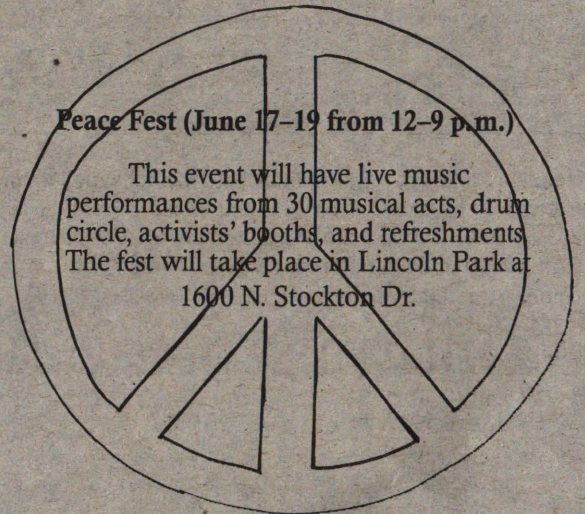 Peace Fest (June 17–19 from 12–9 p.m.)
This event will have live music
performances from 30 musical acts, drum
circle, activists' booths, and refreshments.
The fest will take place in Lincoln Park at
1600 N. Stockton Dr.